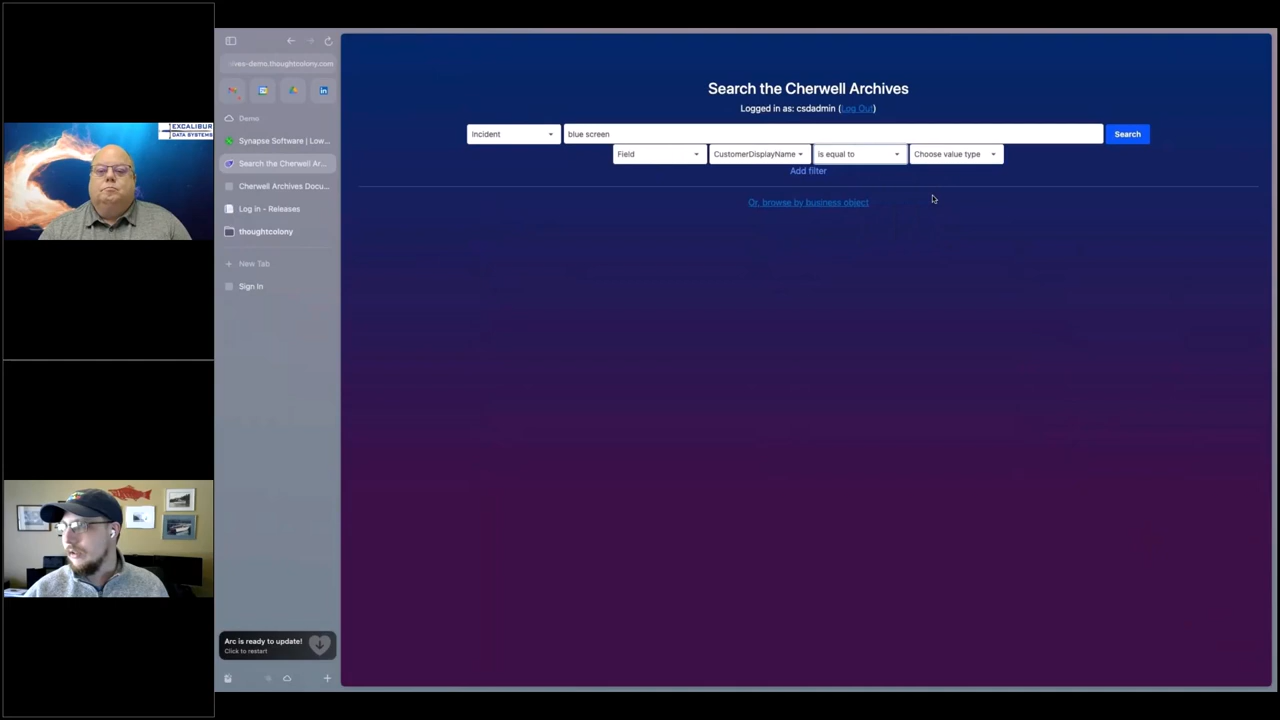 EXCALIBUR
DATA SYSTEMS
ives-demo.thoughtcolony.com
Demo
Synapse Software | Low...
Search the Cherwell Ar...
Cherwell Archives Docu...
Log in - Releases
thoughtcolony
New Tab
Sign In
Arc is ready to update!
Click to restart
Search the Cherwell Archives
Logged in as: csdadmin (Log Out)
Incident
blue screen
Search
Field
CustomerDisplayName
is equal to
Choose value type
Add filter
Or, browse by business object